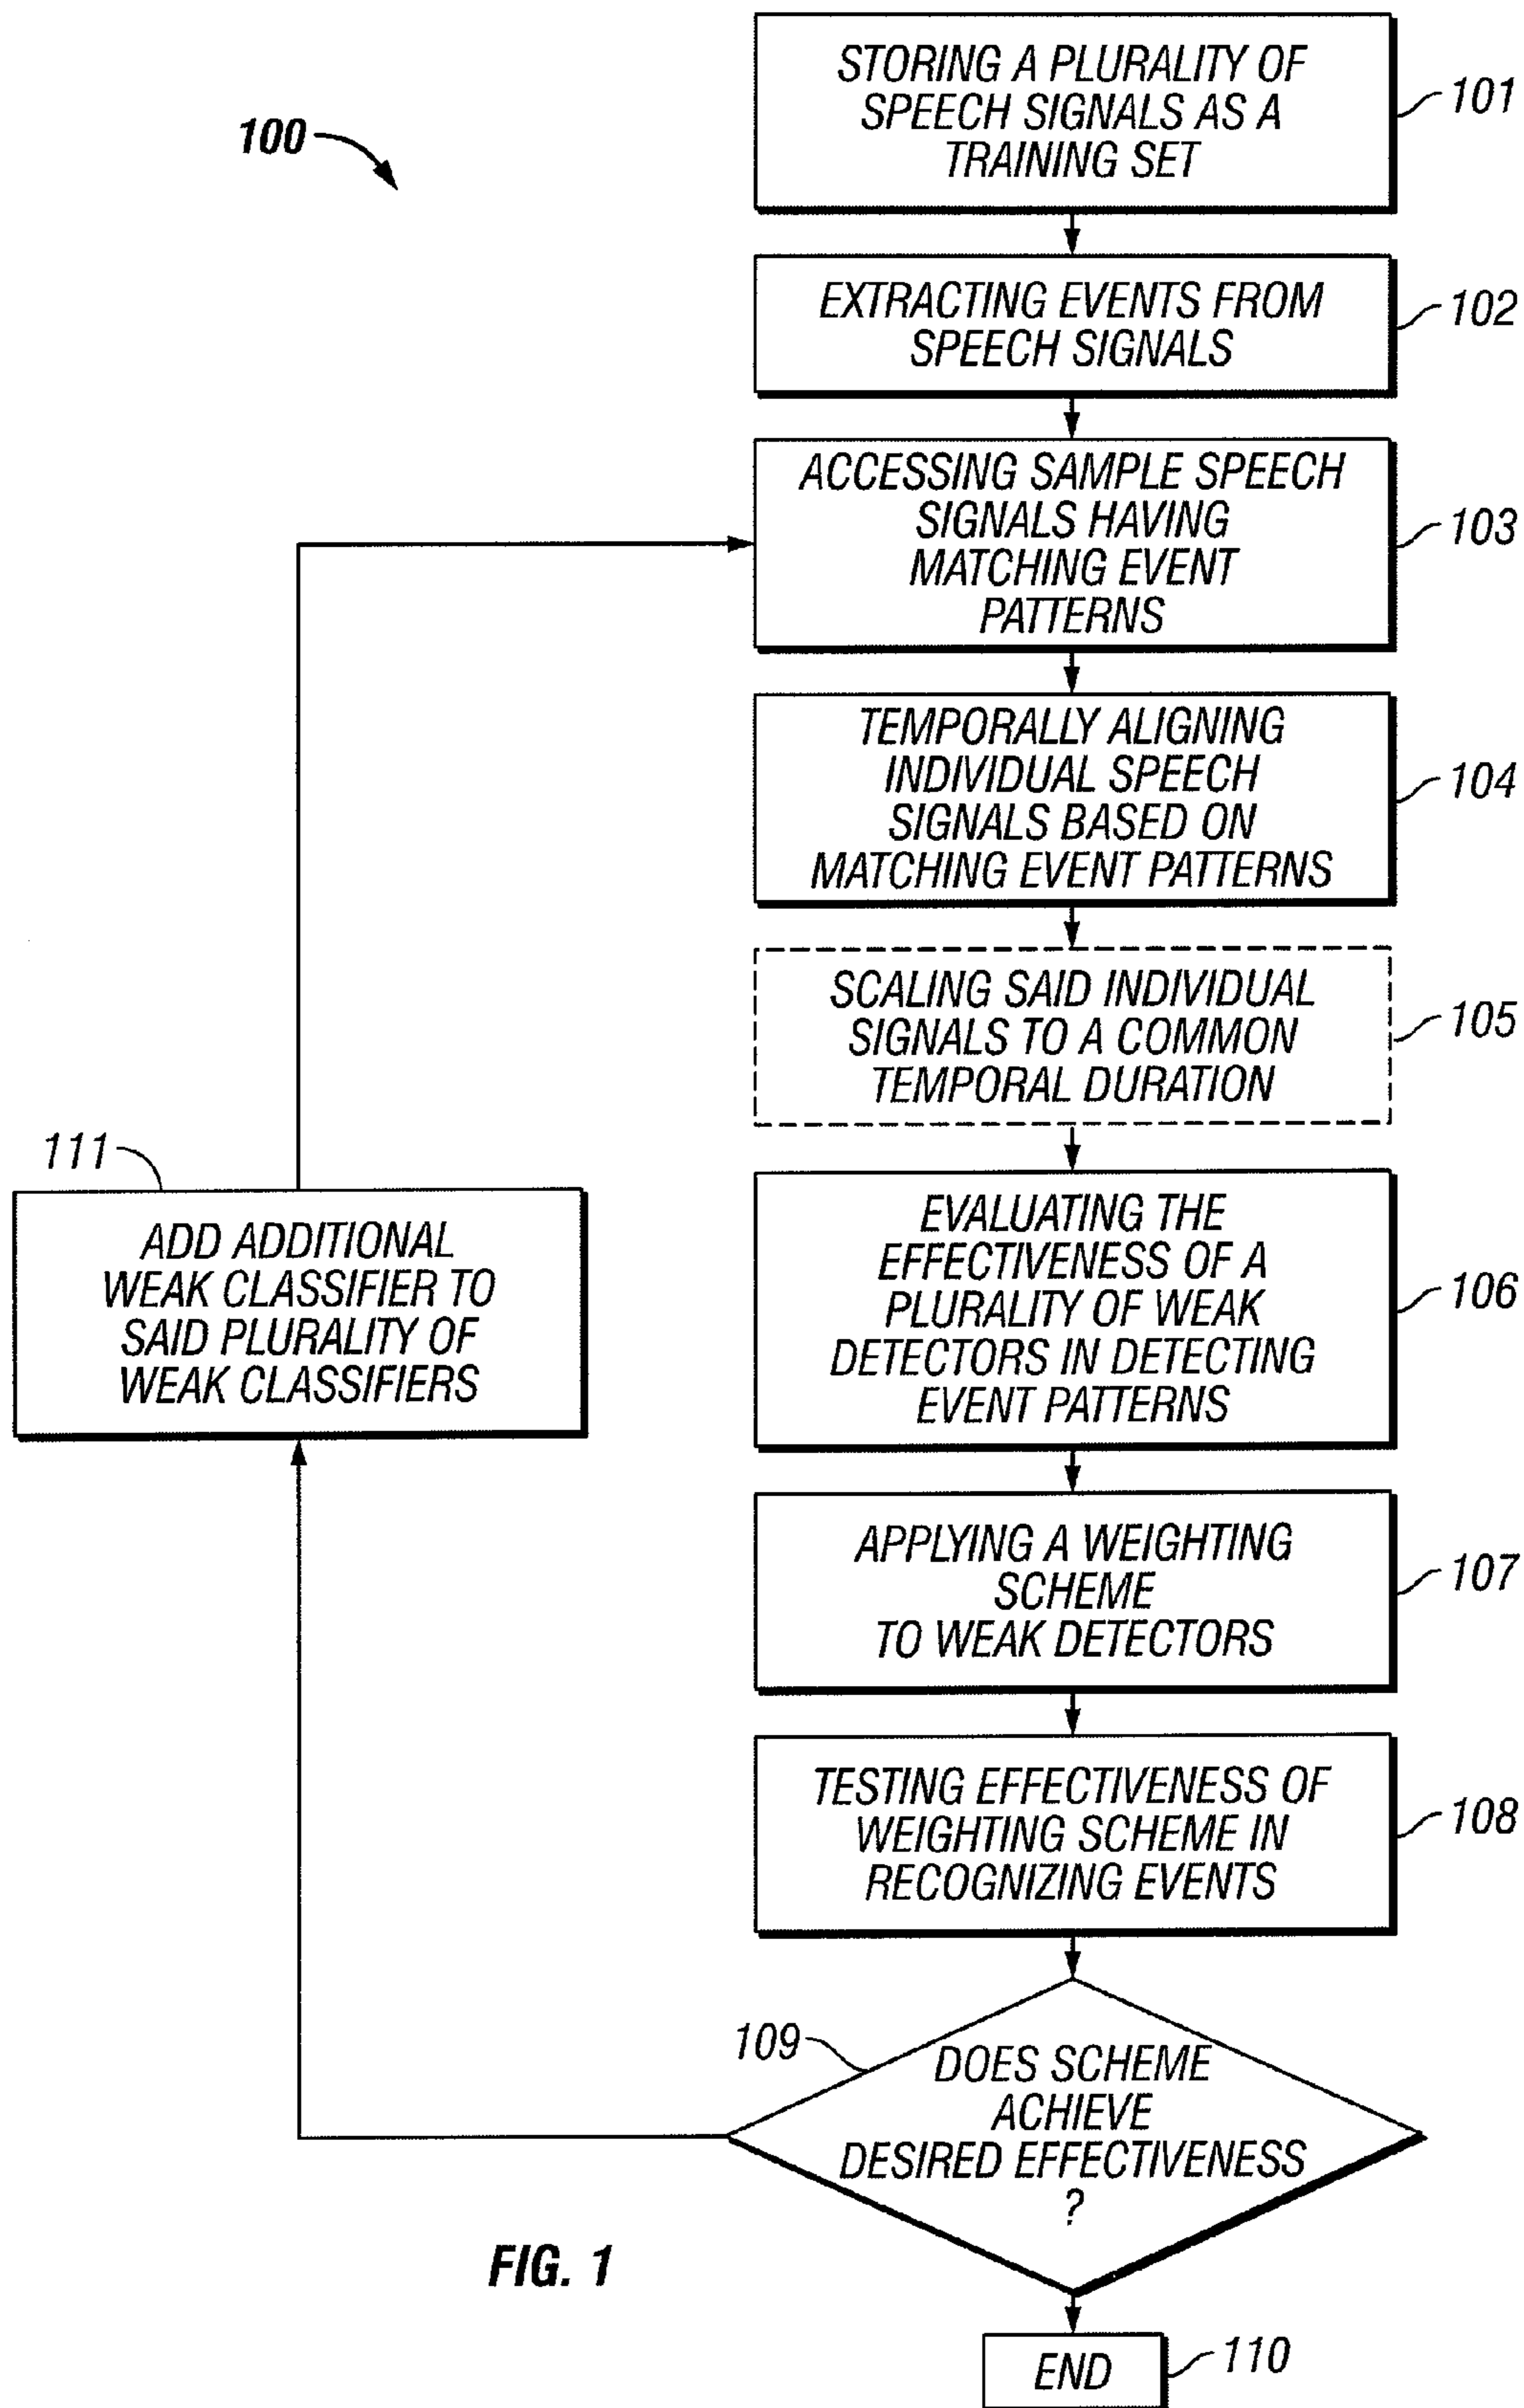 100
STORING A PLURALITY OF
SPEECH SIGNALS AS A
TRAINING SET
101
EXTRACTING EVENTS FROM
SPEECH SIGNALS
102
ACCESSING SAMPLE SPEECH
SIGNALS HAVING
MATCHING EVENT
PATTERNS
103
TEMPORALLY ALIGNING
INDIVIDUAL SPEECH
SIGNALS BASED ON
MATCHING EVENT PATTERNS
104
SCALING SAID INDIVIDUAL
SIGNALS TO A COMMON
TEMPORAL DURATION
105
111
ADD ADDITIONAL
WEAK CLASSIFIER TO
SAID PLURALITY OF
WEAK CLASSIFIERS
EVALUATING THE
EFFECTIVENESS OF A
PLURALITY OF WEAK
DETECTORS IN DETECTING
EVENT PATTERNS
106
APPLYING A WEIGHTING
SCHEME
TO WEAK DETECTORS
107
TESTING EFFECTIVENESS OF
WEIGHTING SCHEME IN
RECOGNIZING EVENTS
108
109
DOES SCHEME
ACHIEVE
DESIRED EFFECTIVENESS
?
FIG. 1
END
110